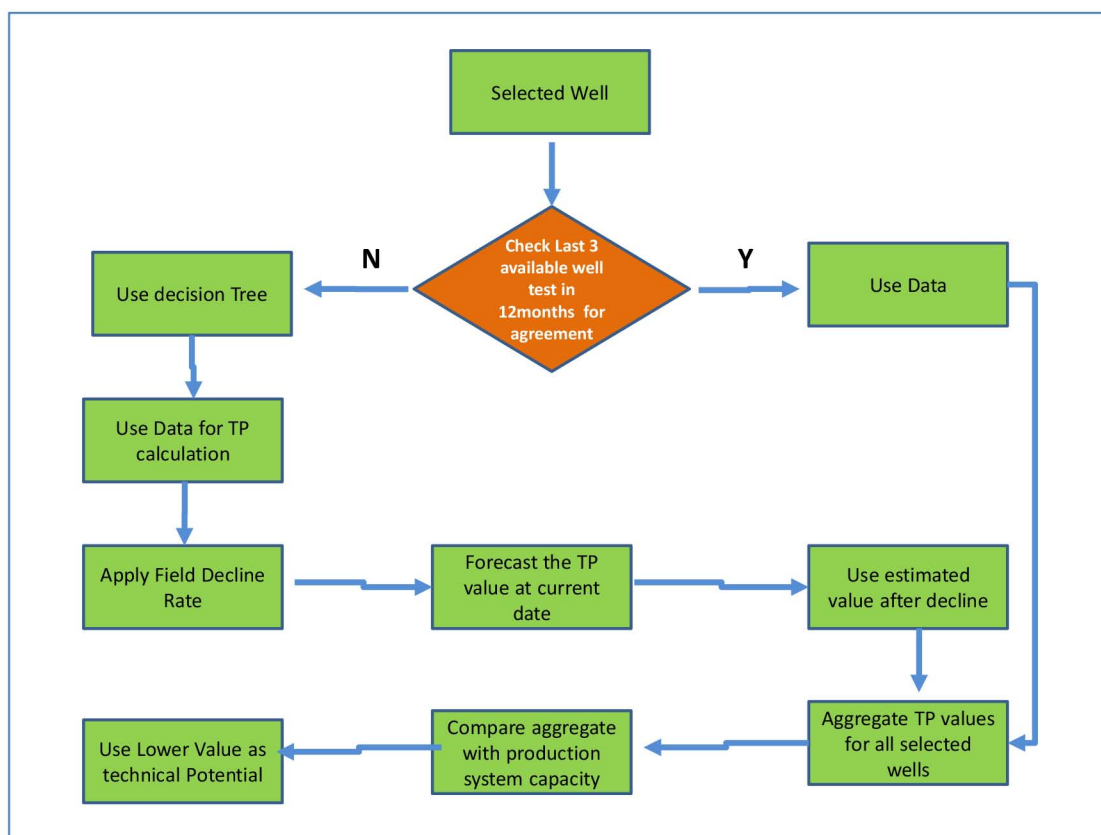 Selected Well
Check Last 3
available well
test in
12months for
agreement
N
Y
Use decision Tree
Use Data
Use Data for TP
calculation
Apply Field Decline
Rate
Forecast the TP
value at current
date
Use estimated
value after decline
Use Lower Value as
technical Potential
Compare aggregate
with production
system capacity
Aggregate TP values
for all selected
wells